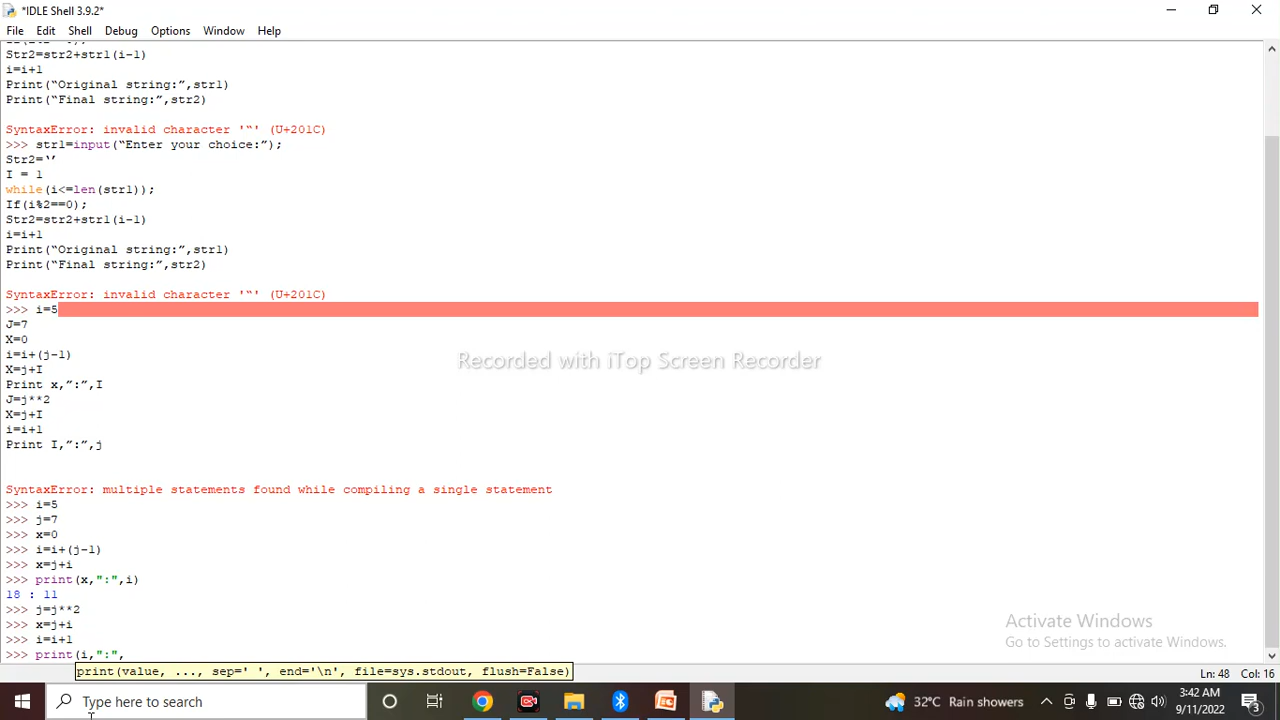 *IDLE Shell 3.9.2*
File Edit Shell Debug Options Window Help
Str2=str2+str1(i-1)
i=i+1
Print(“Original string:”,str1)
Print(“Final string:”,str2)
SyntaxError: invalid character '“' (U+201C)
>>> str1=input(“Enter your choice:”);
Str2=‘’
I = 1
while(i<=len(str1));
If(i%2==0);
Str2=str2+str1(i-1)
i=i+1
Print(“Original string:”,str1)
Print(“Final string:”,str2)
SyntaxError: invalid character '“' (U+201C)
>>> i=5
J=7
X=0
i=i+(j-1)
X=j+I
Print x,”:”,I
J=j**2
X=j+I
i=i+1
Print I,”:”,j
SyntaxError: multiple statements found while compiling a single statement
>>> i=5
>>> j=7
>>> x=0
>>> i=i+(j-1)
>>> x=j+i
>>> print(x,":",i)
18 : 11
>>> j=j**2
>>> x=j+i
>>> i=i+1
>>> print(i,":",
print(value, ..., sep=' ', end='\n', file=sys.stdout, flush=False)
Recorded with iTop Screen Recorder
Activate Windows
Go to Settings to activate Windows.
Ln: 48 Col: 16
Type here to search
32°C Rain showers
3:42 AM
9/11/2022
3